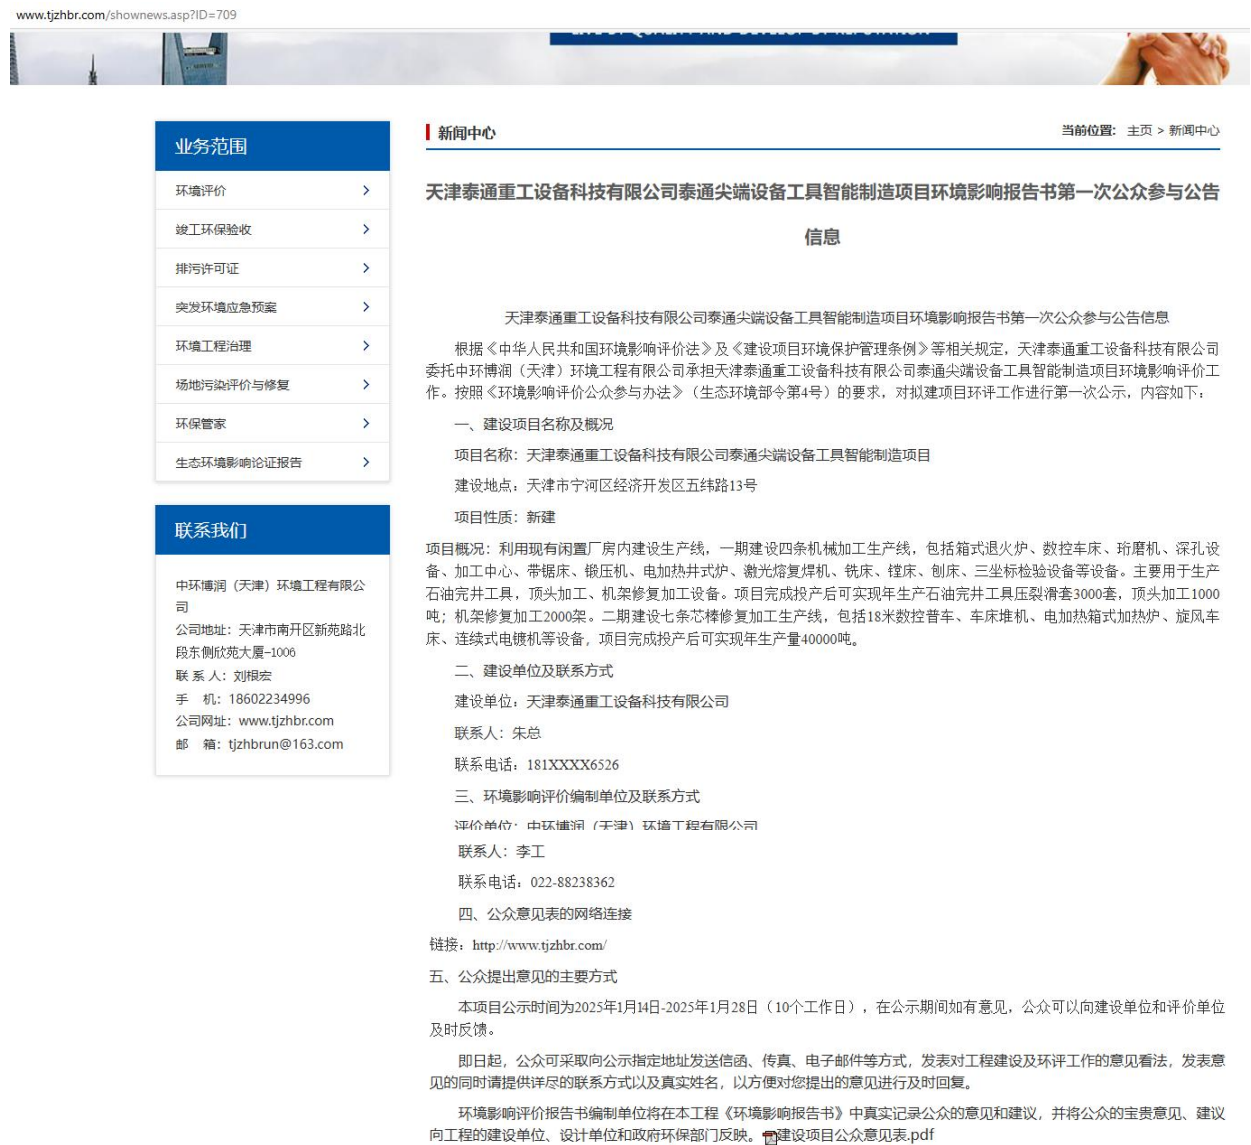 www.tjzhbr.com/shownews.asp?ID=709
业务范围
环境评价
竣工环保验收
排污许可证
突发环境应急预案
环境工程治理
场地污染评价与修复
环保管家
生态环境影响论证报告
联系我们
中环博润（天津）环境工程有限公
司
公司地址：天津市南开区新苑路北
段东侧欣苑大厦-1006
联 系 人：刘根宏
手 机：18602234996
公司网址：www.tjzhbr.com
邮 箱：tjzhbrun@163.com
新闻中心
当前位置： 主页 > 新闻中心
天津泰通重工设备科技有限公司泰通尖端设备工具智能制造项目环境影响报告书第一次公众参与公告
信息
天津泰通重工设备科技有限公司泰通尖端设备工具智能制造项目环境影响报告书第一次公众参与公告信息
根据《中华人民共和国环境影响评价法》及《建设项目环境保护管理条例》等相关规定，天津泰通重工设备科技有限公司
委托中环博润（天津）环境工程有限公司承担天津泰通重工设备科技有限公司泰通尖端设备工具智能制造项目环境影响评价工
作。按照《环境影响评价公众参与办法》（生态环境部令第4号）的要求，对拟建项目环评工作进行第一次公示，内容如下：
一、建设项目名称及概况
项目名称：天津泰通重工设备科技有限公司泰通尖端设备工具智能制造项目
建设地点：天津市宁河区经济开发区五纬路13号
项目性质：新建
项目概况：利用现有闲置厂房内建设生产线，一期建设四条机械加工生产线，包括箱式退火炉、数控车床、珩磨机、深孔设
备、加工中心、带锯床、锻压机、电加热井式炉、激光熔复焊机、铣床、镗床、刨床、三坐标检验设备等设备。主要用于生产
石油完井工具，顶头加工、机架修复加工设备。项目完成投产后可实现年生产石油完井工具压裂滑套3000套，顶头加工1000
吨；机架修复加工2000架。二期建设七条芯棒修复加工生产线，包括18米数控普车、车床堆机、电加热箱式加热炉、旋风车
床、连续式电镀机等设备，项目完成投产后可实现年生产量40000吨。
二、建设单位及联系方式
建设单位：天津泰通重工设备科技有限公司
联系人：朱总
联系电话：181XXXX6526
三、环境影响评价编制单位及联系方式
评价单位：中环博润（天津）环境工程有限公司
联系人：李工
联系电话：022-88238362
四、公众意见表的网络连接
链接：http://www.tjzhbr.com/
五、公众提出意见的主要方式
本项目公示时间为2025年1月14日-2025年1月28日（10个工作日），在公示期间如有意见，公众可以向建设单位和评价单位
及时反馈。
即日起，公众可采取向公示指定地址发送信函、传真、电子邮件等方式，发表对工程建设及环评工作的意见看法，发表意
见的同时请提供详尽的联系方式以及真实姓名，以方便对您提出的意见进行及时回复。
环境影响评价报告书编制单位将在本工程《环境影响报告书》中真实记录公众的意见和建议，并将公众的宝贵意见、建议
向工程的建设单位、设计单位和政府环保部门反映。建设项目公众意见表.pdf